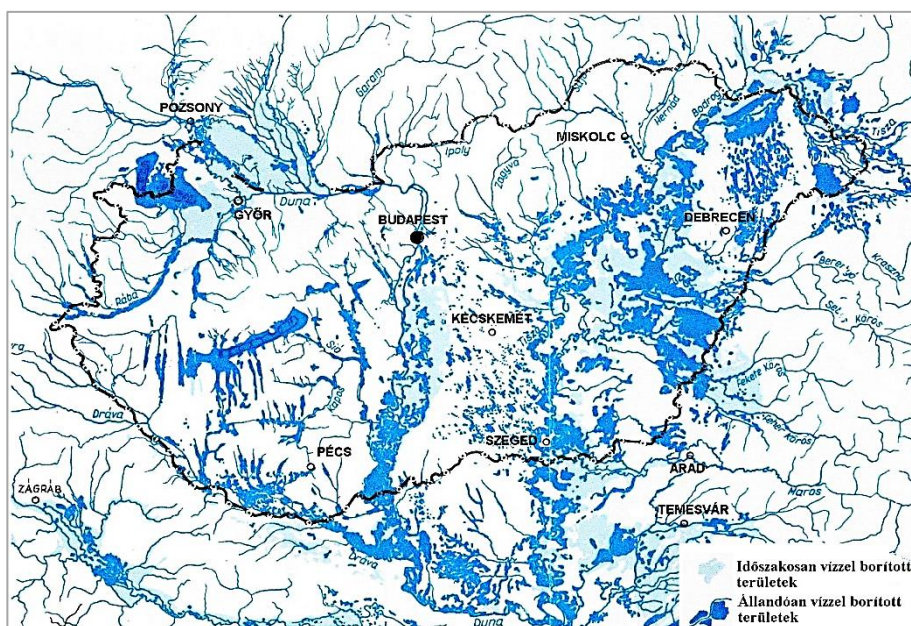 POZSONY
Garam
Sajó
Hernád
Bodrog
Tisza
MISKOLC
Ipoly
Zagyva
GYŐR
Duna
BUDAPEST
DEBRECEN
Rába
Berettyó
Kraszna
Seb. Körös
KECSKEMÉT
Tisza
Sió
Fekete Körös
Kapos
Dráva
Fehér Körös
SZEGED
PÉCS
ARAD
Maros
ZÁGRÁB
TEMESVÁR
Dráva
Duna
Időszakosan vízzel borított
területek
Állandóan vízzel borított
területek